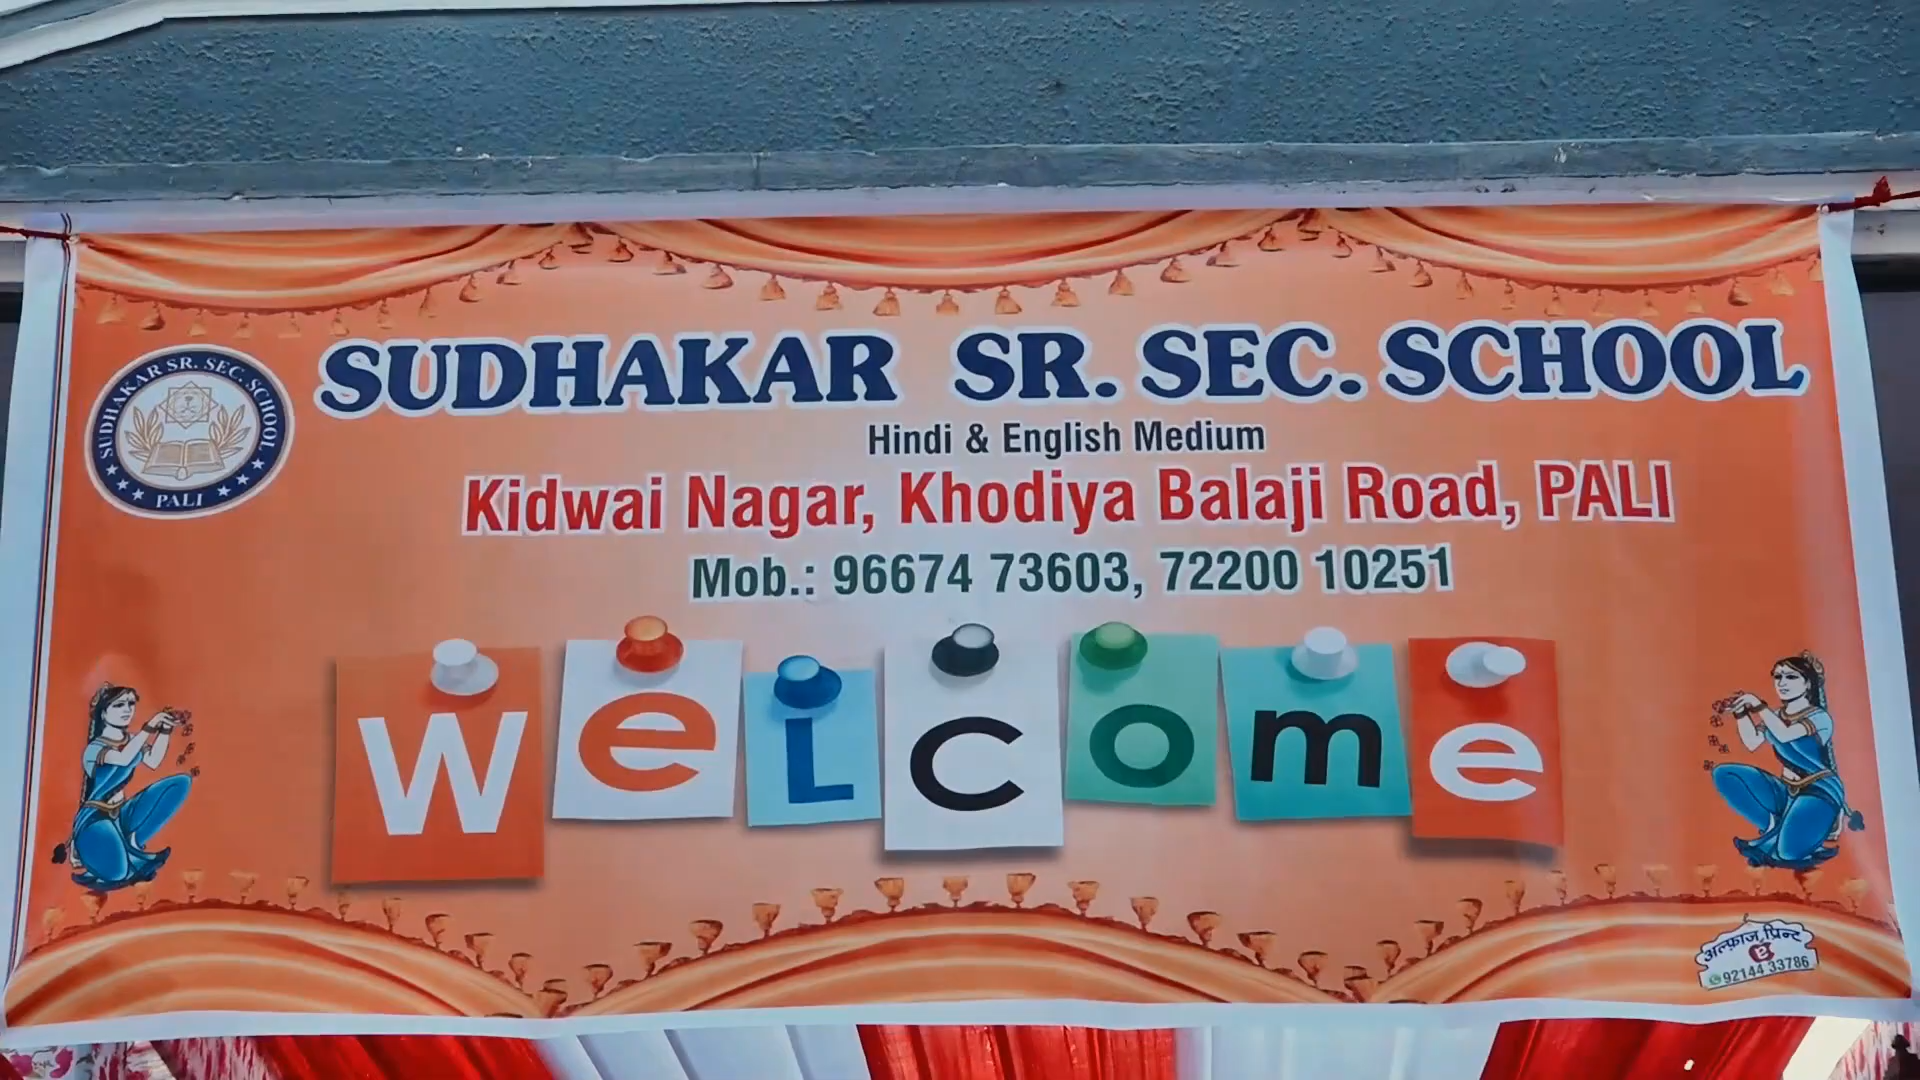 SUDHAKAR SR. SEC. SCHOOL
SUDHAKAR SR. SEC. SCHOOL
PALI
Hindi & English Medium
Kidwai Nagar, Khodiya Balaji Road, PALI
Mob.: 96674 73603, 72200 10251
weLcome
अल्फ़ाज़ प्रिन्ट
92144 33786